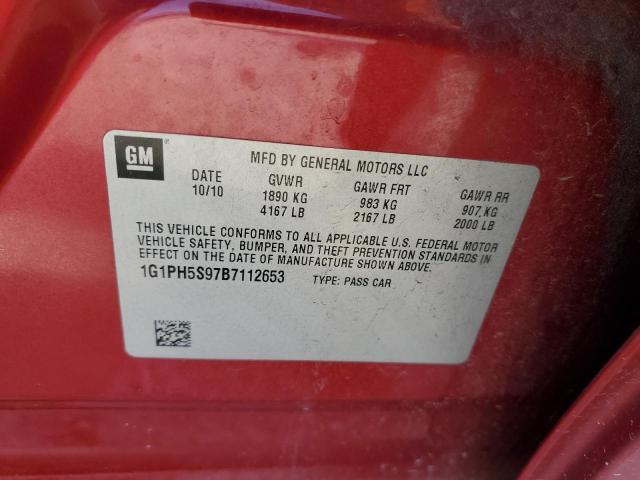 GM
MFD BY GENERAL MOTORS LLC
DATE GVWR GAWR FRT GAWR RR
10/10 1890 KG 983 KG 907 KG
4167 LB 2167 LB 2000 LB
THIS VEHICLE CONFORMS TO ALL APPLICABLE U.S. FEDERAL MOTOR
VEHICLE SAFETY, BUMPER, AND THEFT PREVENTION STANDARDS IN
EFFECT ON THE DATE OF MANUFACTURE SHOWN ABOVE.
1G1PH5S97B7112653 TYPE: PASS CAR